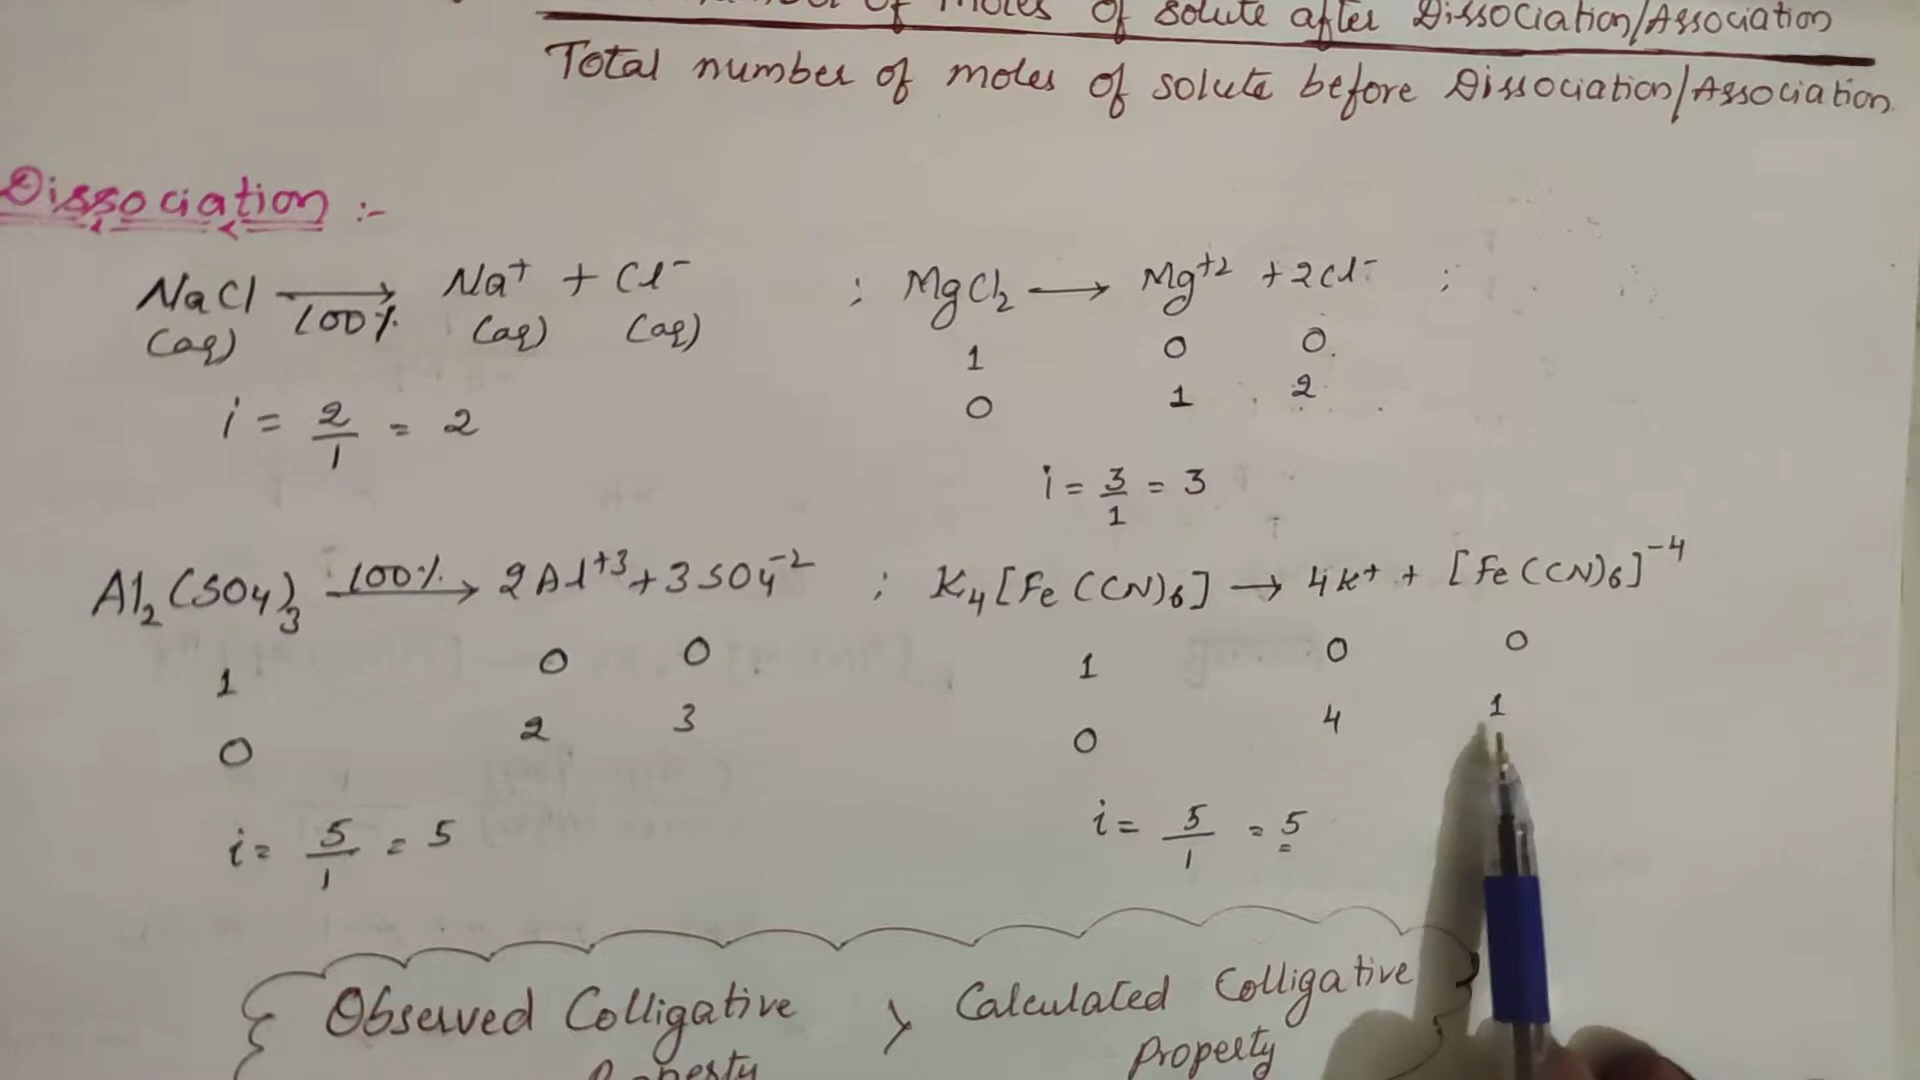 of moles of solute after Dissociation/Association
Total number of moles of solute before Dissociation/Association
Dissociation :-
NaCl ⟶ Na⁺ + Cl⁻ ; MgCl₂ ⟶ Mg⁺² + 2Cl⁻ ;
(aq) 100% (aq) (aq)
1 0 0
0 1 2
i = 2/1 = 2
i = 3/1 = 3
Al₂(SO₄)₃ 100%⟶ 2Al⁺³ + 3SO₄⁻² ; K₄[Fe(CN)₆] → 4K⁺ + [Fe(CN)₆]⁻⁴
1 0 0 1 0 0
0 2 3 0 4 1
i = 5/1 = 5 i = 5/1 = 5
Observed Colligative > Calculated Colligative
Property